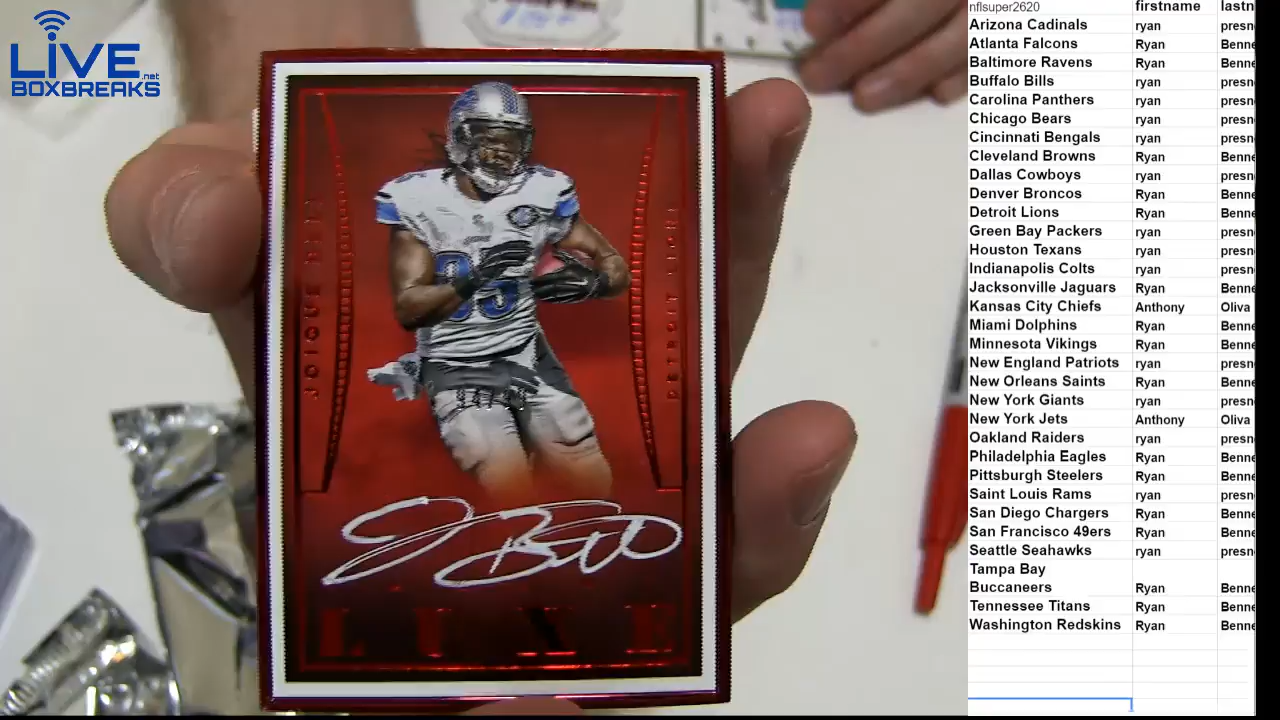 LIVE
.net
BOXBREAKS
JOIQUE BELL
DETROIT LIONS
35
LUXE
nflsuper2620 firstname lastn
Arizona Cadinals ryan presn
Atlanta Falcons Ryan Benne
Baltimore Ravens Ryan Benne
Buffalo Bills ryan presn
Carolina Panthers ryan presn
Chicago Bears ryan presn
Cincinnati Bengals ryan presn
Cleveland Browns Ryan Benne
Dallas Cowboys ryan presn
Denver Broncos Ryan Benne
Detroit Lions Ryan Benne
Green Bay Packers ryan presn
Houston Texans ryan presn
Indianapolis Colts ryan presn
Jacksonville Jaguars Ryan Benne
Kansas City Chiefs Anthony Oliva
Miami Dolphins Ryan Benne
Minnesota Vikings Ryan Benne
New England Patriots ryan presn
New Orleans Saints Ryan Benne
New York Giants ryan presn
New York Jets Anthony Oliva
Oakland Raiders ryan presn
Philadelphia Eagles Ryan Benne
Pittsburgh Steelers Ryan Benne
Saint Louis Rams ryan presn
San Diego Chargers Ryan Benne
San Francisco 49ers Ryan Benne
Seattle Seahawks ryan presn
Tampa Bay
Buccaneers Ryan Benne
Tennessee Titans Ryan Benne
Washington Redskins Ryan Benne